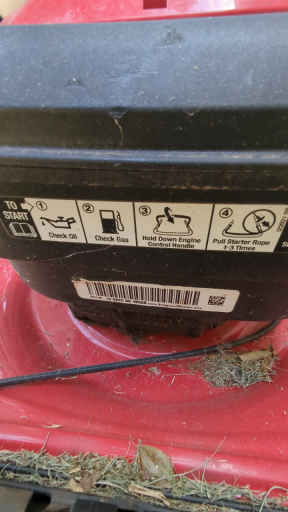 TO
START
1
Check Oil
2
Check Gas
3
Hold Down Engine
Control Handle
4
Pull Starter Rope
1-3 Times